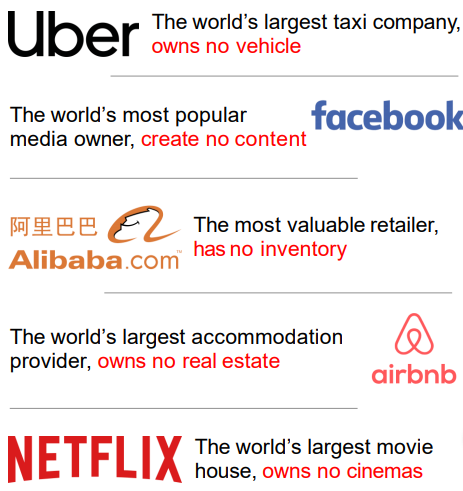 Uber
The world's largest taxi company,
owns no vehicle
The world's most popular
media owner, create no content
facebook
阿里巴巴
Alibaba.com™
The most valuable retailer,
has no inventory
The world's largest accommodation
provider, owns no real estate
airbnb
NETFLIX
The world's largest movie
house, owns no cinemas